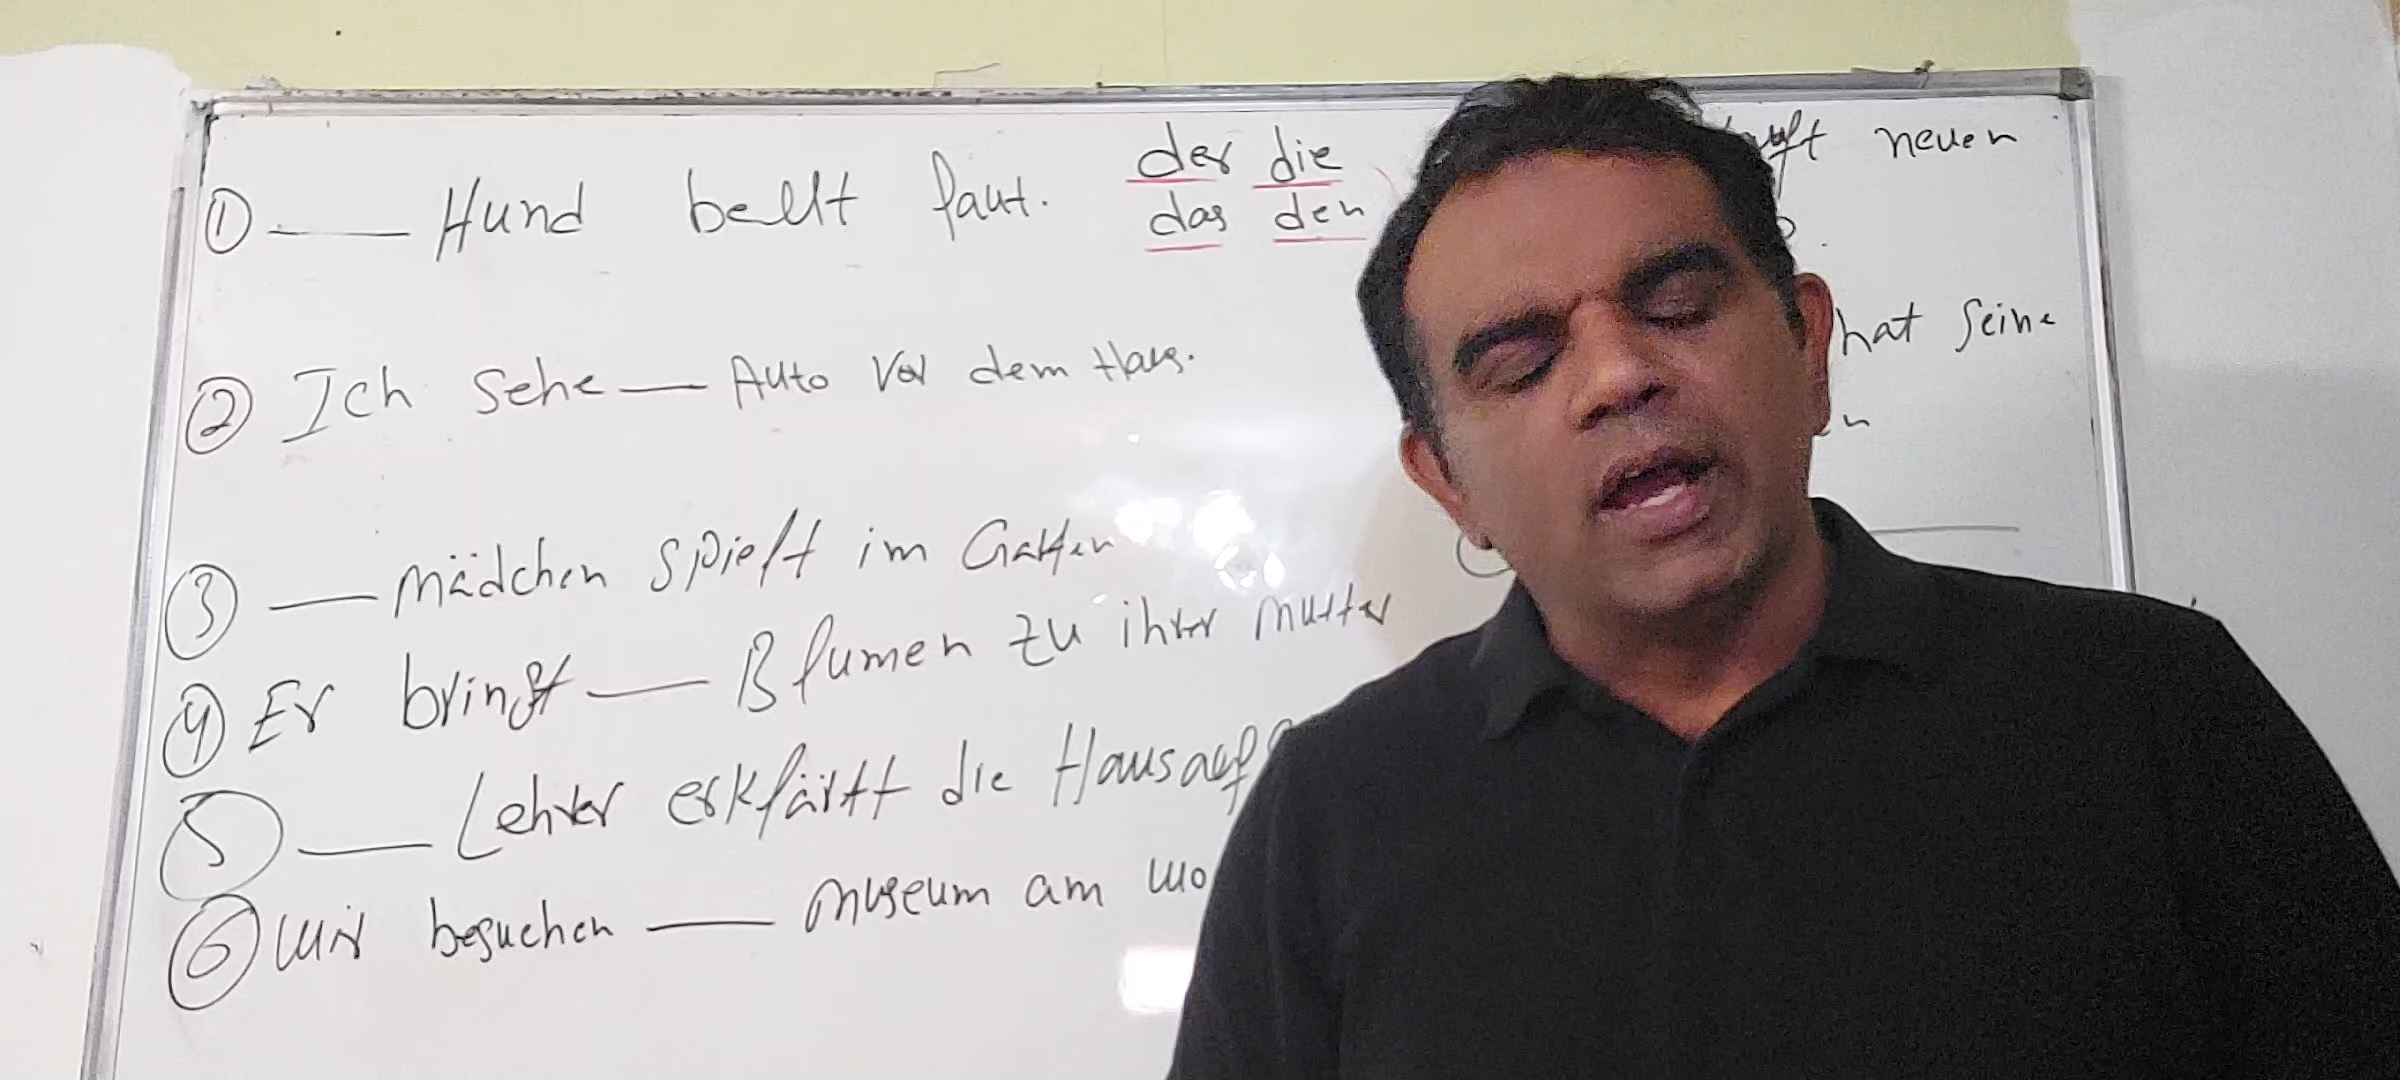 ① ___ Hund bellt laut.
der die
das den
② Ich sehe ___ Auto vor dem Haus.
③ ___ mädchen spielt im Garten
④ Er bringt ___ Blumen zu ihrer mutter
⑤ ___ Lehrer erklärt die
⑥ wir besuchen ___ museum am
neuen
hat seine